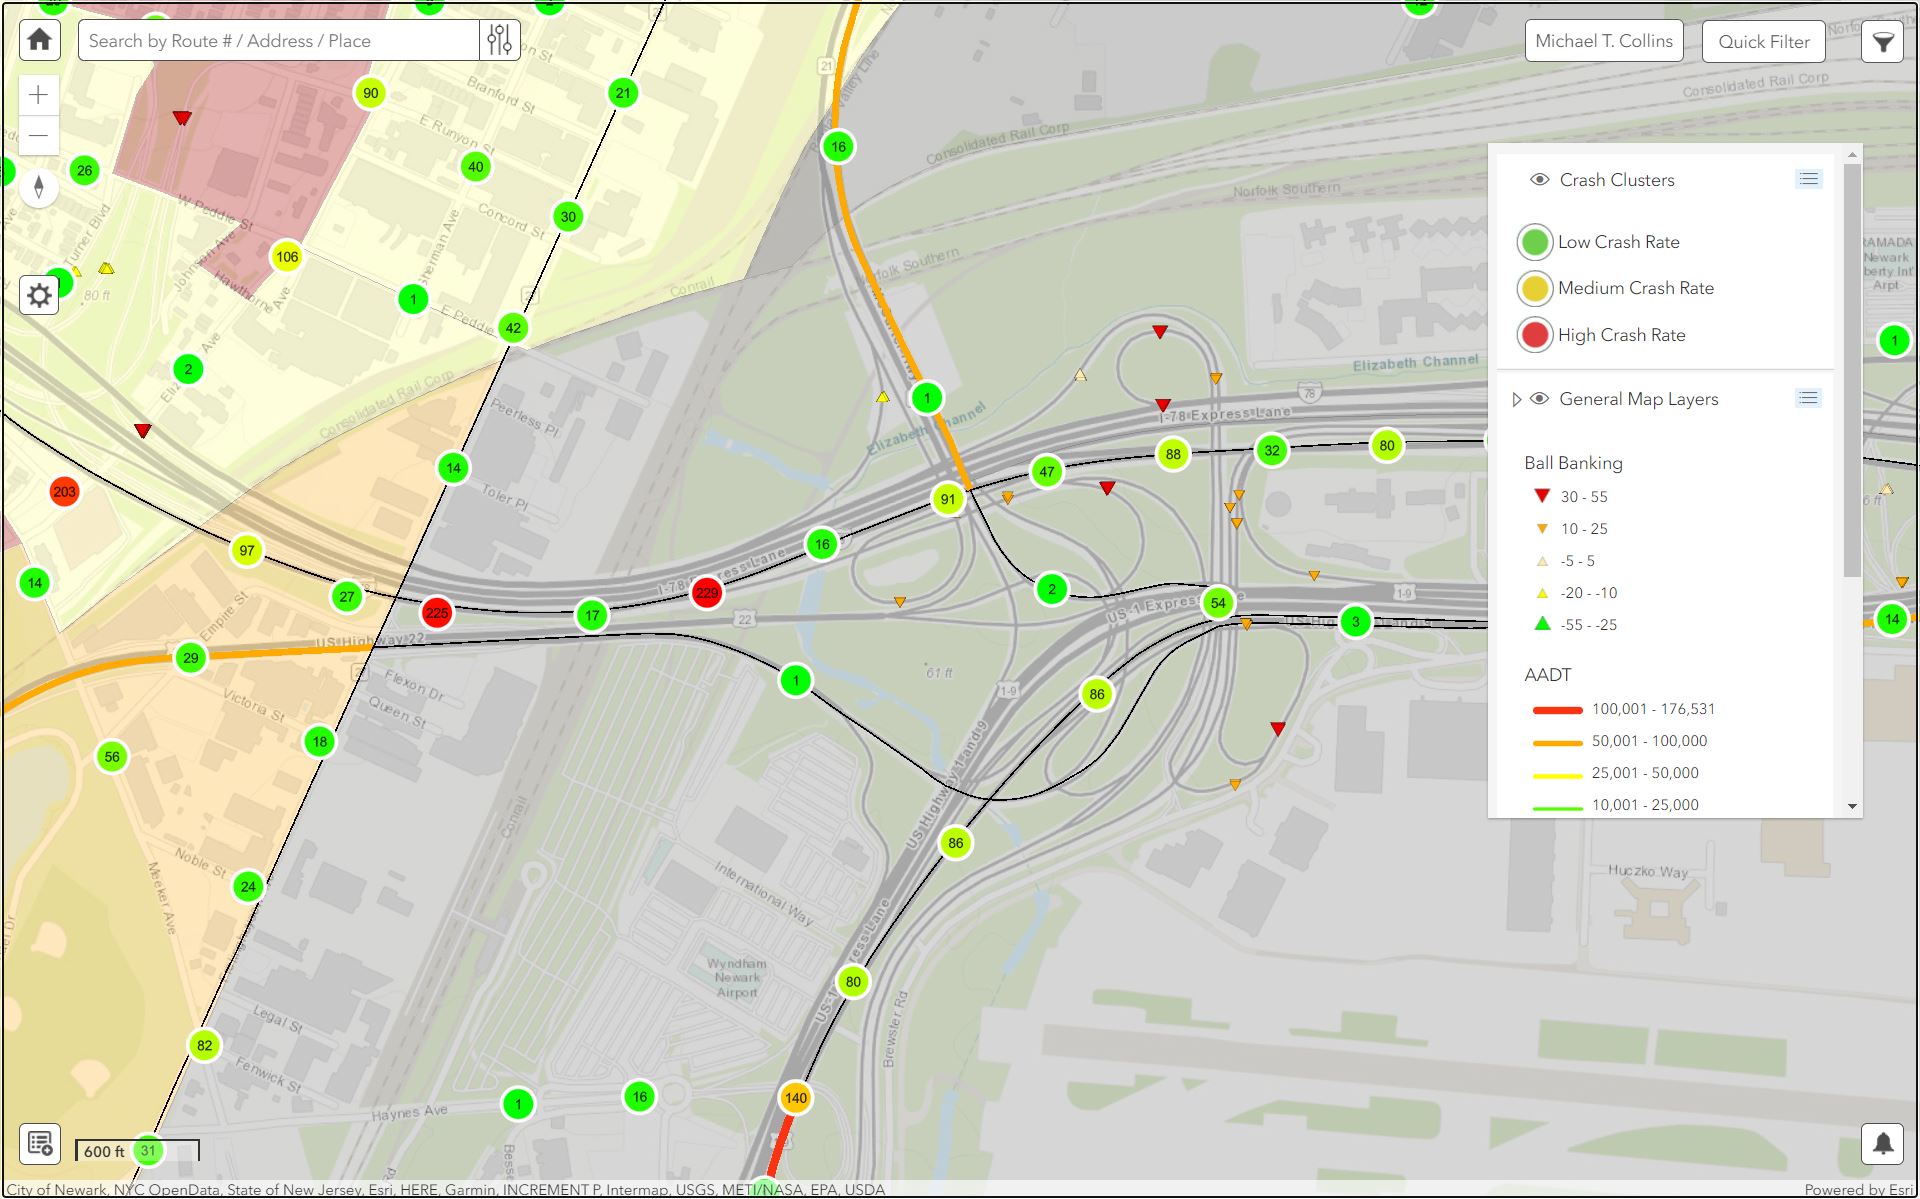 Search by Route # / Address / Place
Michael T. Collins
Quick Filter
Crash Clusters
Low Crash Rate
Medium Crash Rate
High Crash Rate
General Map Layers
Ball Banking
30 - 55
10 - 25
-5 - 5
-20 - -10
-55 - -25
AADT
100,001 - 176,531
50,001 - 100,000
25,001 - 50,000
10,001 - 25,000
90
21
16
26
40
30
106
1
42
2
1
1
14
203
88
32
80
47
91
97
16
14
27
225
17
229
2
54
3
14
29
1
86
18
56
86
24
80
82
140
16
1
31
Branford St
E Runyon St
Concord St
Sherman Ave
W Peddie St
Johnson Ave
Hawthorne Ave
Turner Blvd
80 ft
E Peddie
Consolidated Rail Corp
Consolidated Rail Corp
Consolidated Rail Corp
Norfolk Southern
Norfolk Southern
Valley Line
21
Conrail
Peerless Pl
Toler Pl
Elizabeth Channel
Elizabeth Channel
78
I-78 Express Lane
I-78 Express Lane
RAMADA
Newark
berty Int'
Arpt
6 ft
Empire St
US Highway 22
22
US-1 Express
1-9
Flexon Dr
Queen St
Victoria St
61 ft
1-9
US Highway 1 and 9
Conrail
Noble St
Meeker Ave
International Way
Wyndham
Newark
Airport
Huczko Way
Legal St
Fenwick St
Haynes Ave
Brewster Rd
600 ft
City of Newark, NYC OpenData, State of New Jersey, Esri, HERE, Garmin, INCREMENT P, Intermap, USGS, METI/NASA, EPA, USDA
Powered by Esri